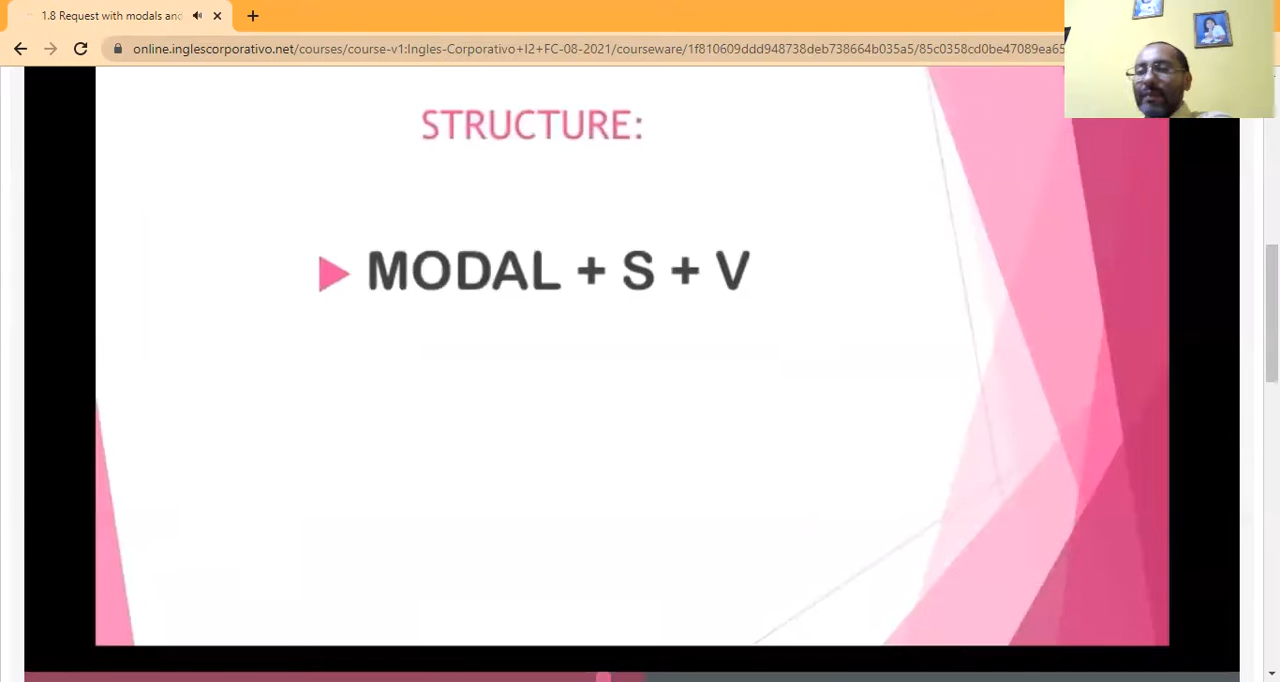 1.8 Request with modals and
online.inglescorporativo.net/courses/course-v1:Ingles-Corporativo+I2+FC-08-2021/courseware/1f810609ddd948738deb738664b035a5/85c0358cd0be47089ea65
STRUCTURE:
MODAL + S + V